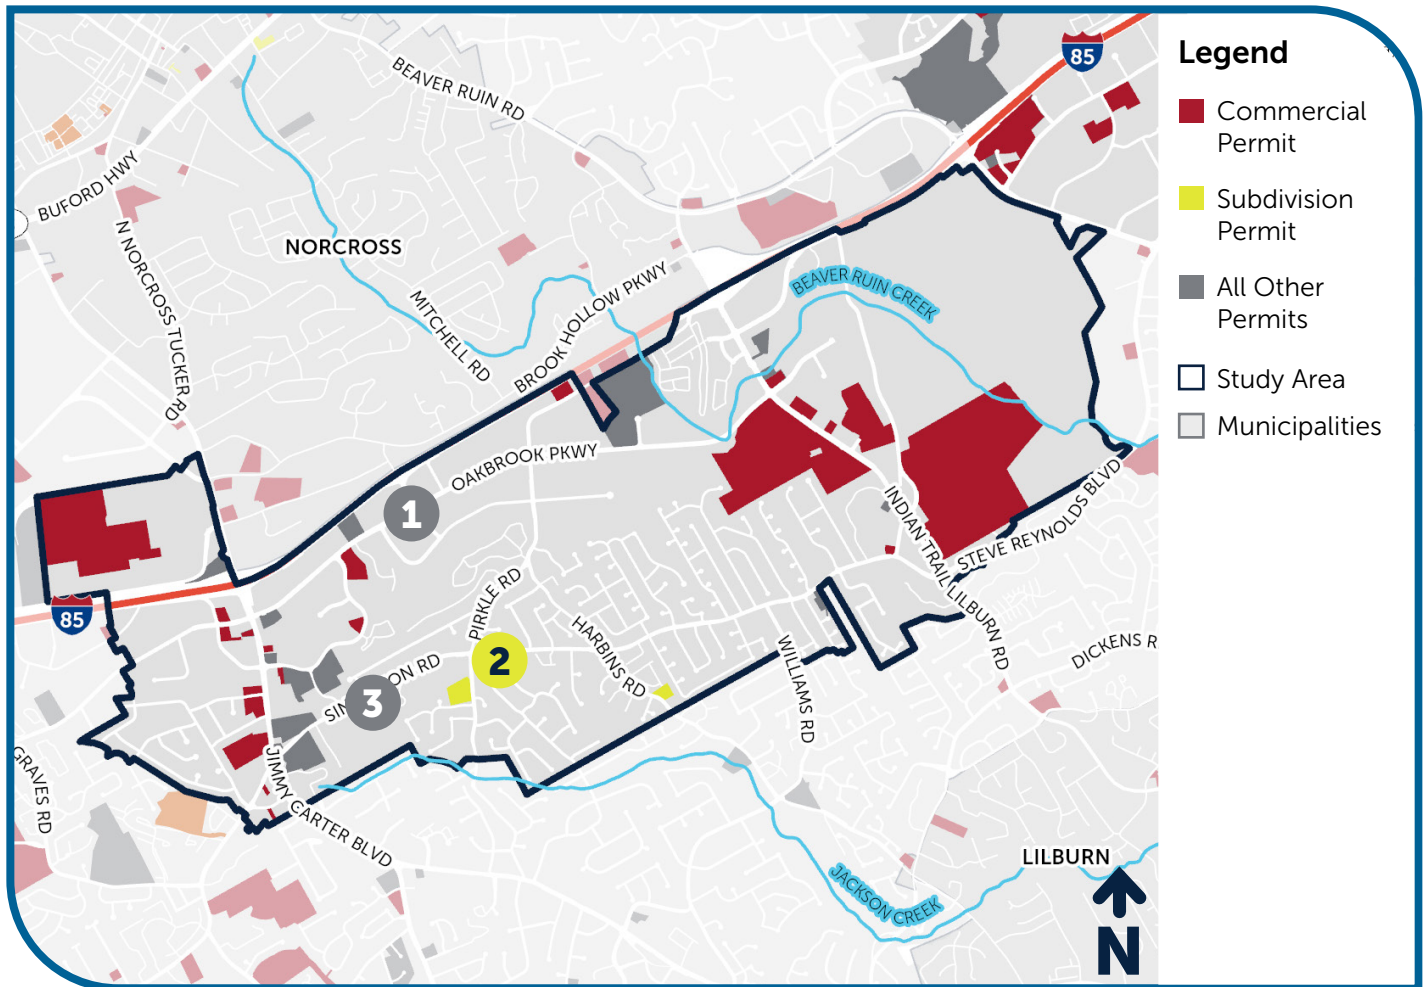 BEAVER RUIN RD
85
BUFORD HWY
N NORCROSS TUCKER RD
NORCROSS
MITCHELL RD
BROOK HOLLOW PKWY
BEAVER RUIN CREEK
OAKBROOK PKWY
1
INDIAN TRAIL LILBURN RD
STEVE REYNOLDS BLVD
85
PIRKLE RD
2
HARBINS RD
WILLIAMS RD
DICKENS R
3
ON RD
JIMMY CARTER BLVD
GRAVES RD
JACKSON CREEK
LILBURN
N
Legend
Commercial
Permit
Subdivision
Permit
All Other
Permits
Study Area
Municipalities